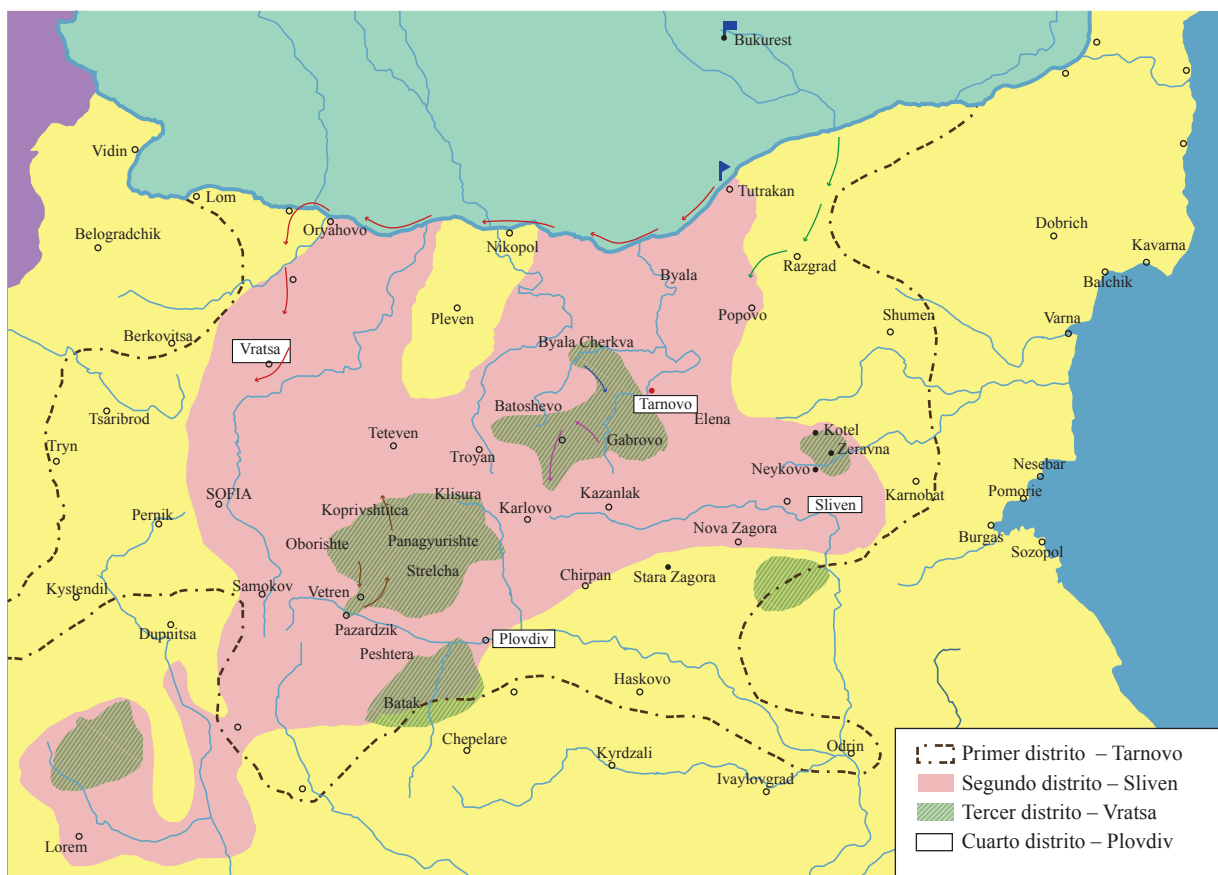 Bukurest
Vidin
Tutrakan
Lom
Oryahovo
Dobrich
Belogradchik
Nikopol
Kavarna
Razgrad
Byala
Balchik
Pleven
Popovo
Shumen
Varna
Berkovitsa
Byala Cherkva
Vratsa
Tarnovo
Batoshevo
Tsaribrod
Elena
Teteven
Gabrovo
Kotel
Tryn
Troyan
Zeravna
Neykovo
Nesebar
SOFIA
Klisura
Kazanlak
Karnobat
Pomorie
Koprivshtitca
Karlovo
Sliven
Pernik
Nova Zagora
Burgas
Oborishte
Panagyurishte
Sozopol
Strelcha
Chirpan
Stara Zagora
Kystendil
Samokov
Vetren
Dupnitsa
Pazardzik
Plovdiv
Peshtera
Haskovo
Batak
Chepelare
Odrin
Kyrdzali
Ivaylovgrad
Lorem
Primer distrito – Tarnovo
Segundo distrito – Sliven
Tercer distrito – Vratsa
Cuarto distrito – Plovdiv